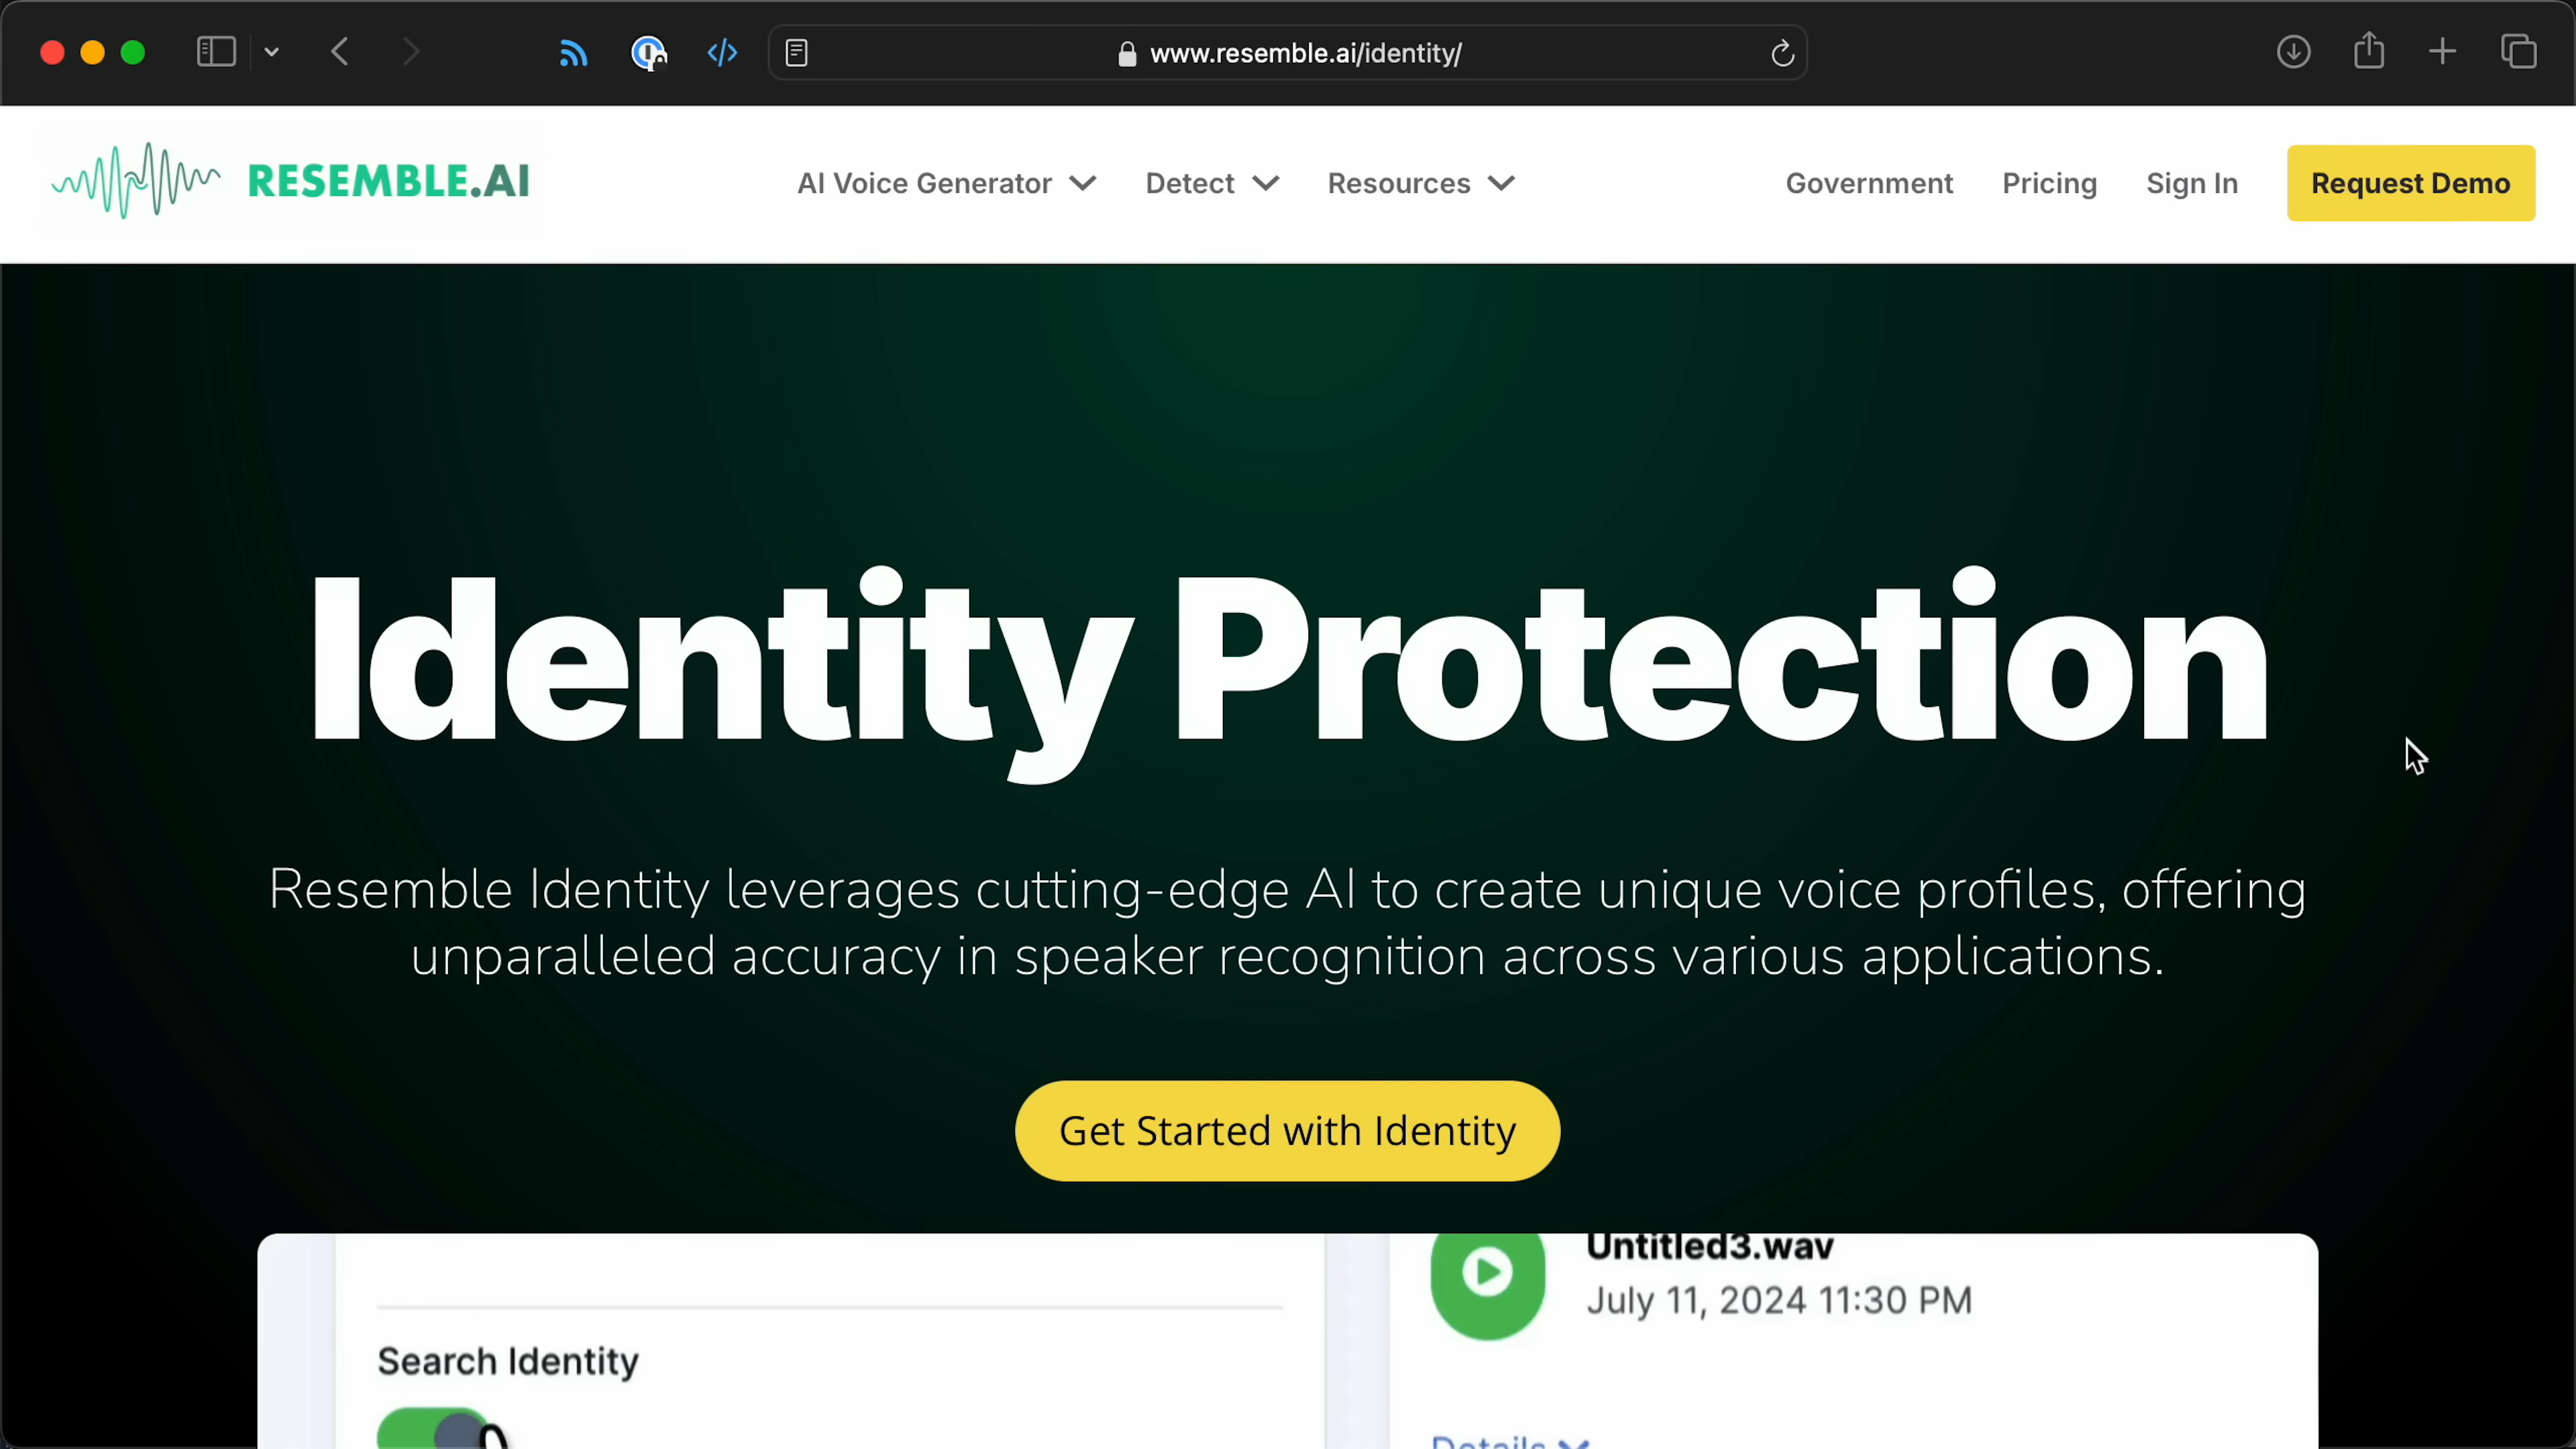 www.resemble.ai/identity/
RESEMBLE.AI
AI Voice Generator
Detect
Resources
Government
Pricing
Sign In
Request Demo
Identity Protection
Resemble Identity leverages cutting-edge AI to create unique voice profiles, offering
unparalleled accuracy in speaker recognition across various applications.
Get Started with Identity
Untitled3.wav
July 11, 2024 11:30 PM
Search Identity
Details